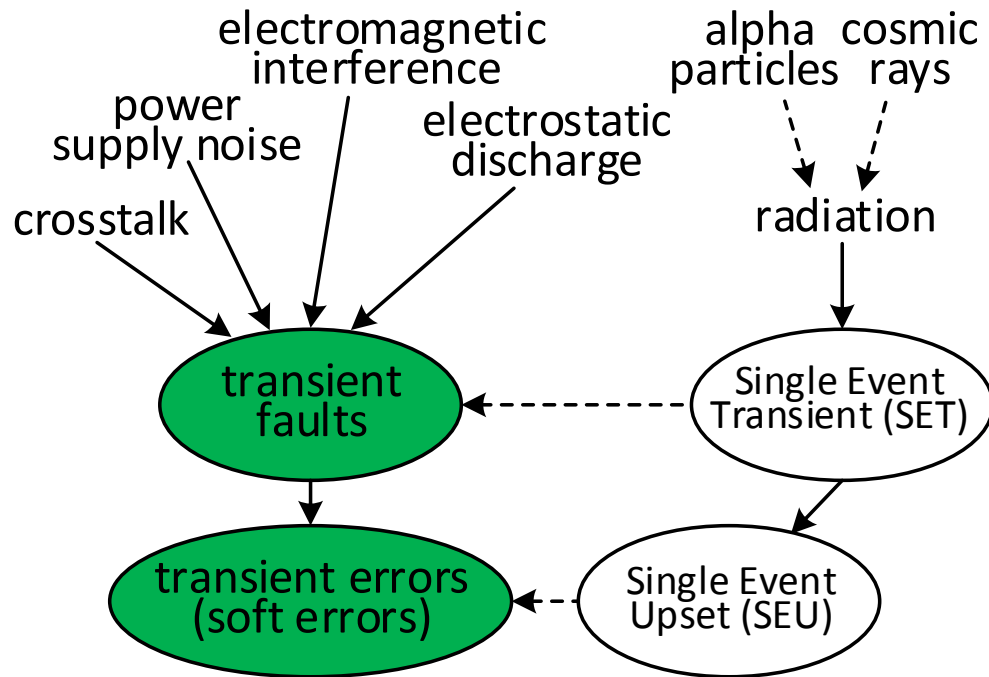 electromagnetic
interference
alpha
particles
cosmic
rays
power
supply noise
electrostatic
discharge
crosstalk
radiation
transient
faults
Single Event
Transient (SET)
transient errors
(soft errors)
Single Event
Upset (SEU)